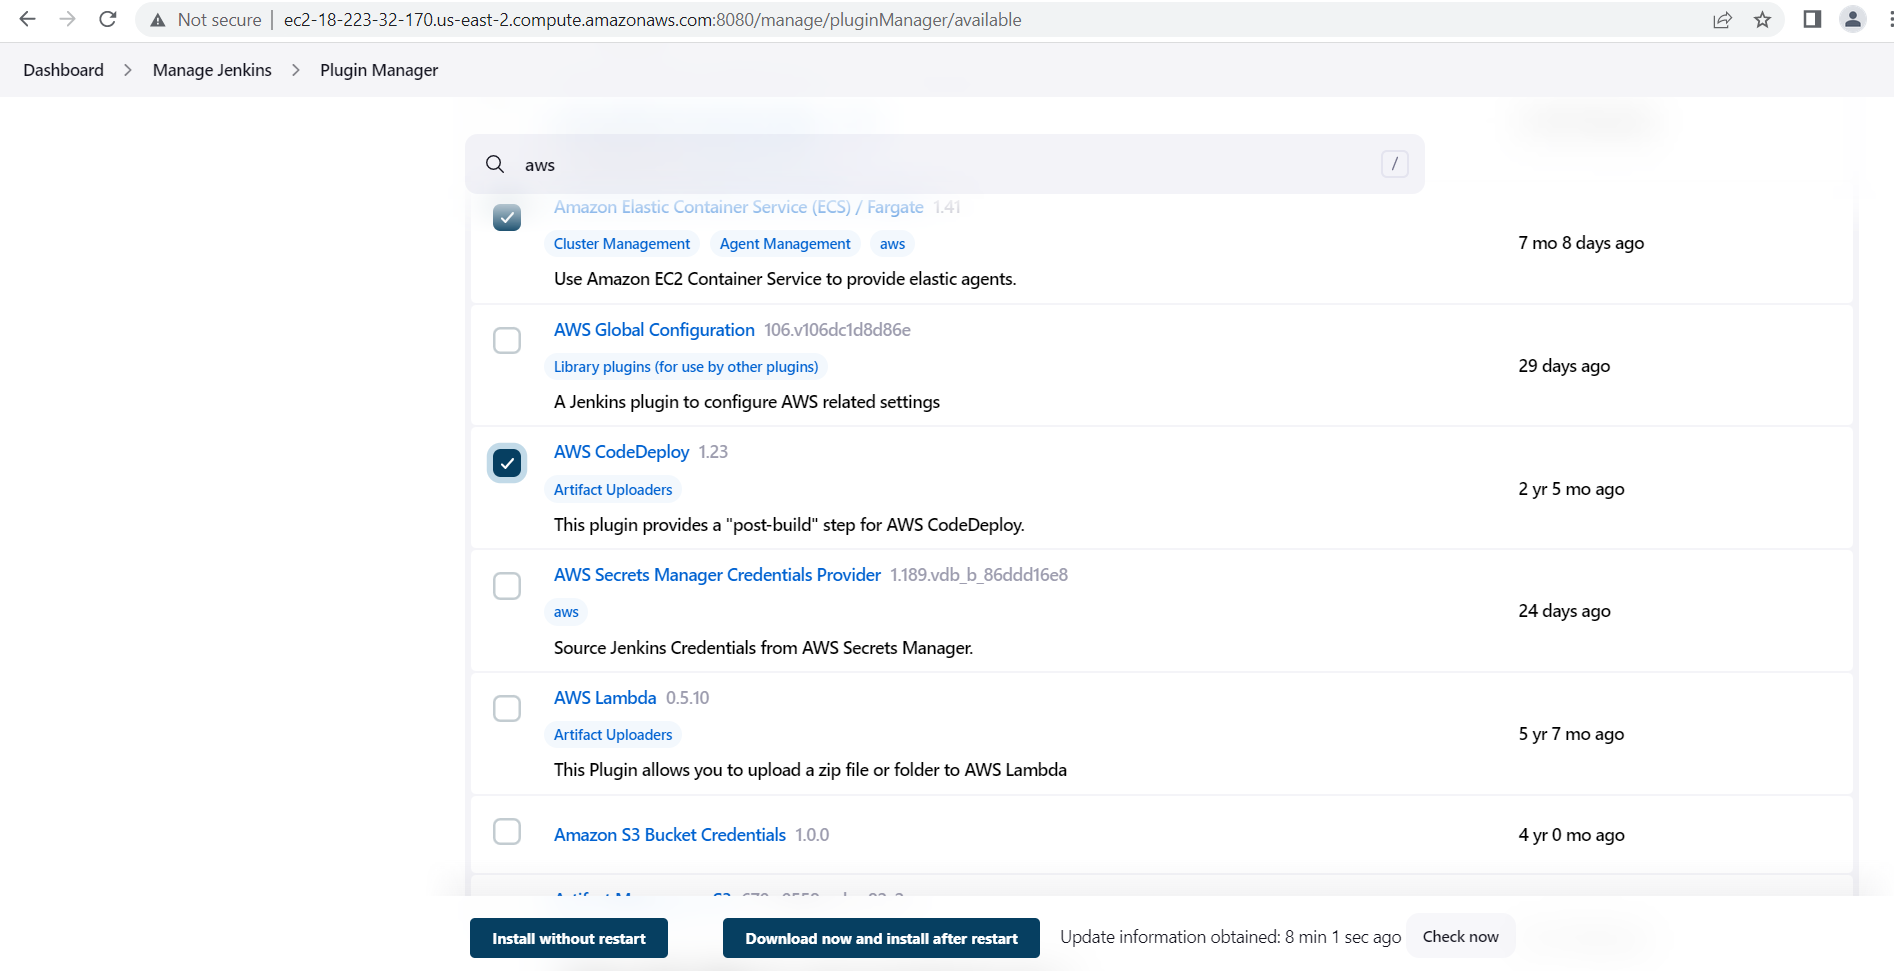 Not secure | ec2-18-223-32-170.us-east-2.compute.amazonaws.com:8080/manage/pluginManager/available
Dashboard > Manage Jenkins > Plugin Manager
aws /
Amazon Elastic Container Service (ECS) / Fargate 1.41
Cluster Management Agent Management aws
7 mo 8 days ago
Use Amazon EC2 Container Service to provide elastic agents.
AWS Global Configuration 106.v106dc1d8d86e
Library plugins (for use by other plugins)
29 days ago
A Jenkins plugin to configure AWS related settings
AWS CodeDeploy 1.23
Artifact Uploaders
2 yr 5 mo ago
This plugin provides a "post-build" step for AWS CodeDeploy.
AWS Secrets Manager Credentials Provider 1.189.vdb_b_86ddd16e8
aws
24 days ago
Source Jenkins Credentials from AWS Secrets Manager.
AWS Lambda 0.5.10
Artifact Uploaders
5 yr 7 mo ago
This Plugin allows you to upload a zip file or folder to AWS Lambda
Amazon S3 Bucket Credentials 1.0.0
4 yr 0 mo ago
Install without restart Download now and install after restart Update information obtained: 8 min 1 sec ago Check now